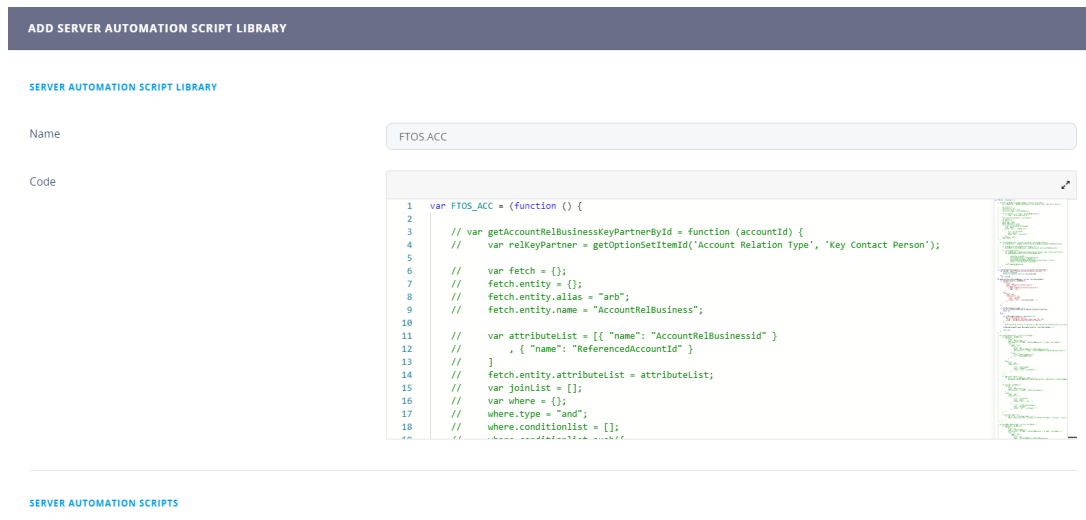 ADD SERVER AUTOMATION SCRIPT LIBRARY
SERVER AUTOMATION SCRIPT LIBRARY
Name
FTOS.ACC
Code
1 var FTOS_ACC = (function () {
2
3 // var getAccountRelBusinessKeyPartnerById = function (accountId) {
4 // var relKeyPartner = getOptionSetItemId('Account Relation Type', 'Key Contact Person');
5
6 // var fetch = {};
7 // fetch.entity = {};
8 // fetch.entity.alias = "arb";
9 // fetch.entity.name = "AccountRelBusiness";
10
11 // var attributeList = [{ "name": "AccountRelBusinessid" }
12 // , { "name": "ReferencedAccountId" }
13 // ]
14 // fetch.entity.attributeList = attributeList;
15 // var joinList = [];
16 // var where = {};
17 // where.type = "and";
18 // where.conditionlist = [];
SERVER AUTOMATION SCRIPTS